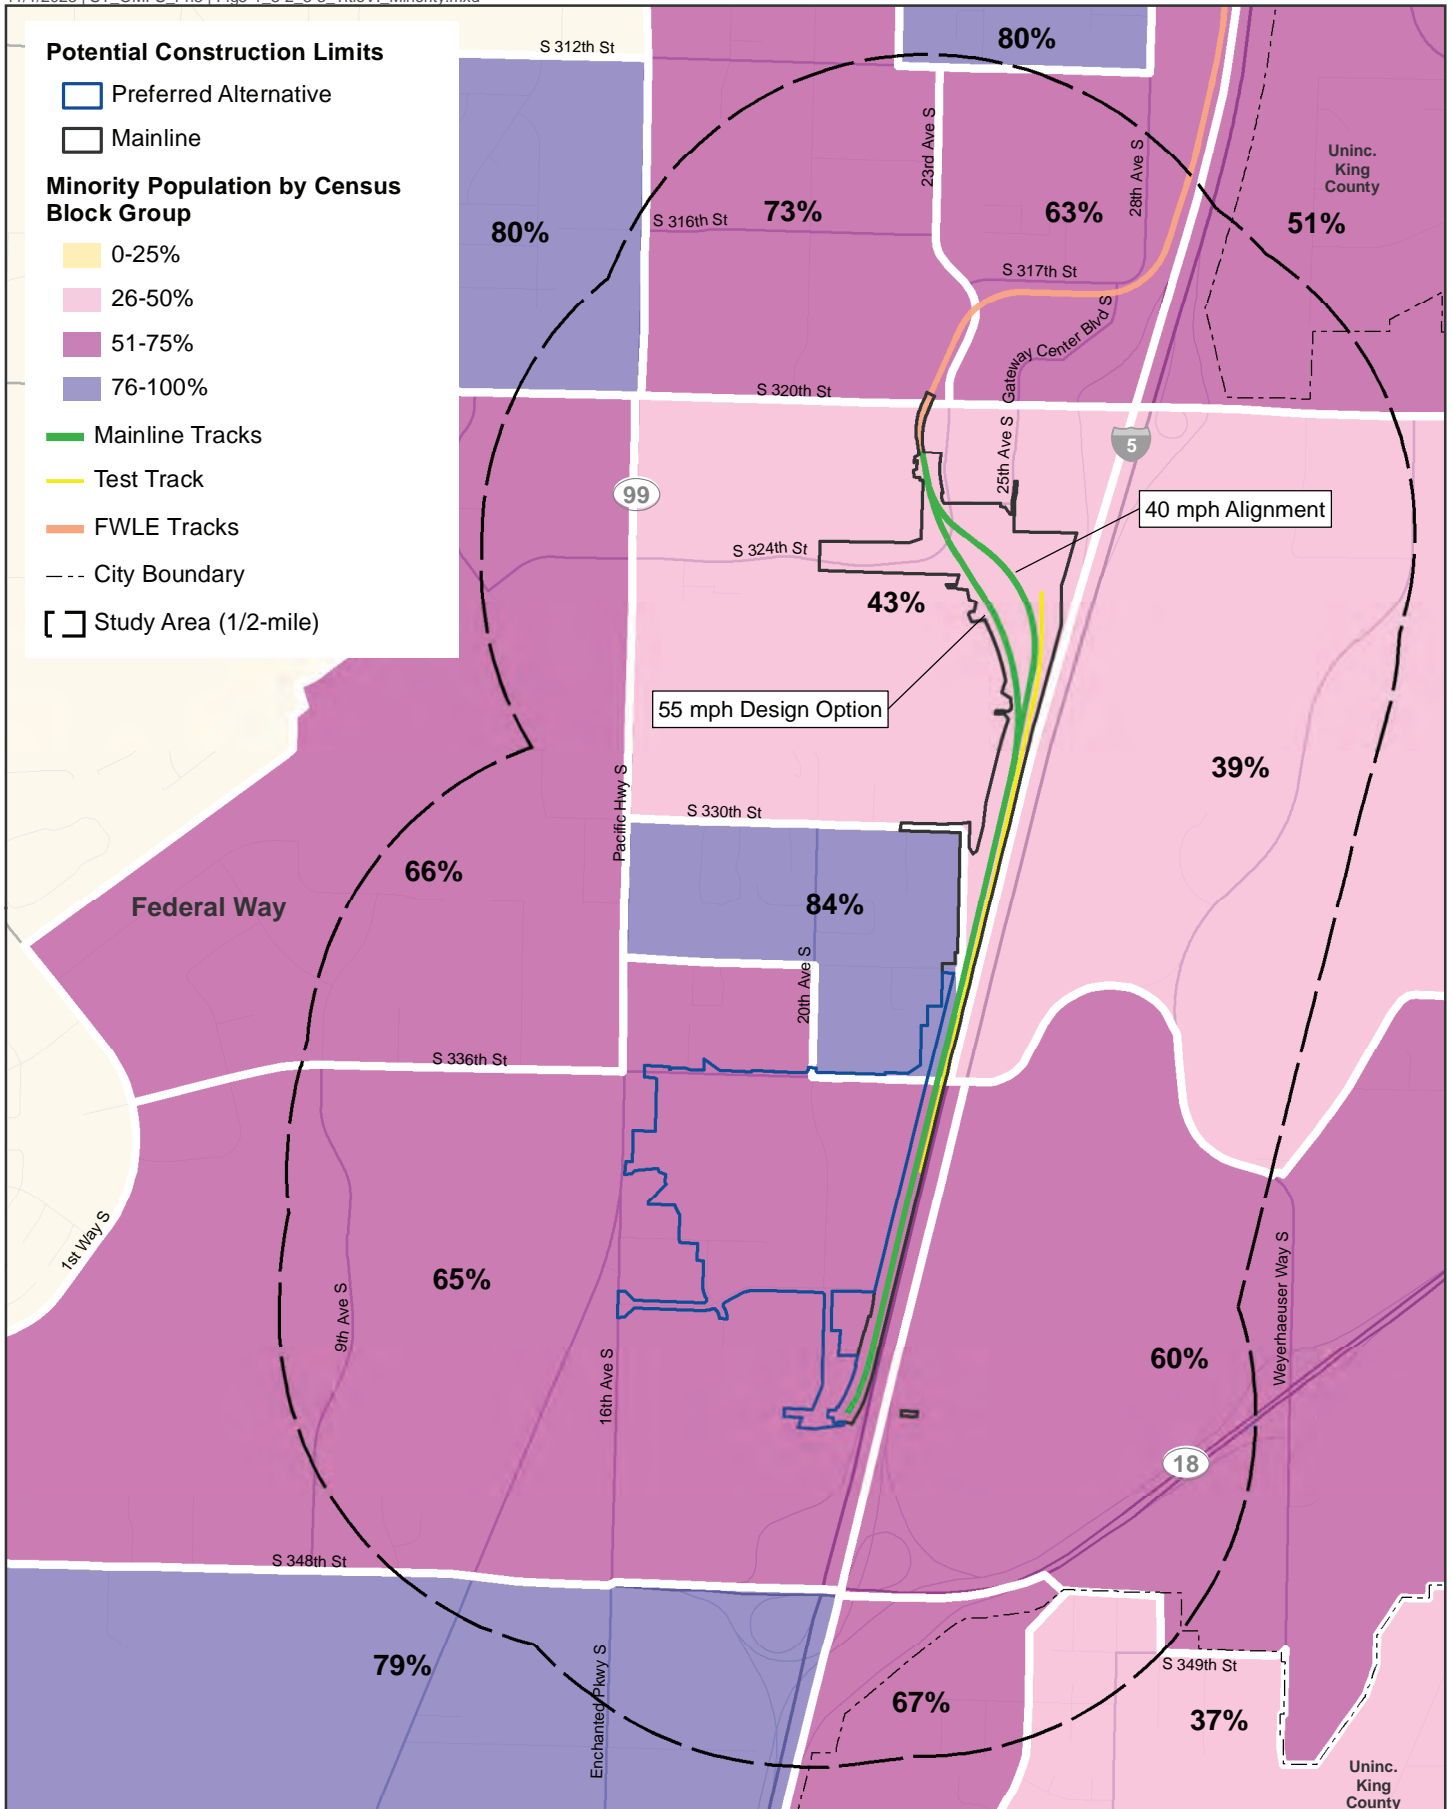 Potential Construction Limits
Preferred Alternative
Mainline
Minority Population by Census
Block Group
0-25%
26-50%
51-75%
76-100%
Mainline Tracks
Test Track
FWLE Tracks
City Boundary
Study Area (1/2-mile)
S 312th St
80%
23rd Ave S
28th Ave S
Uninc.
King
County
80%
S 316th St
73%
63%
51%
S 317th St
Gateway Center Blvd S
S 320th St
25th Ave S
5
99
40 mph Alignment
S 324th St
43%
55 mph Design Option
39%
Pacific Hwy S
S 330th St
66%
Federal Way
84%
20th Ave S
S 336th St
1st Way S
65%
9th Ave S
16th Ave S
Weyerhaeuser Way S
60%
18
S 348th St
79%
Enchanted Pkwy S
67%
S 349th St
37%
Uninc.
King
County